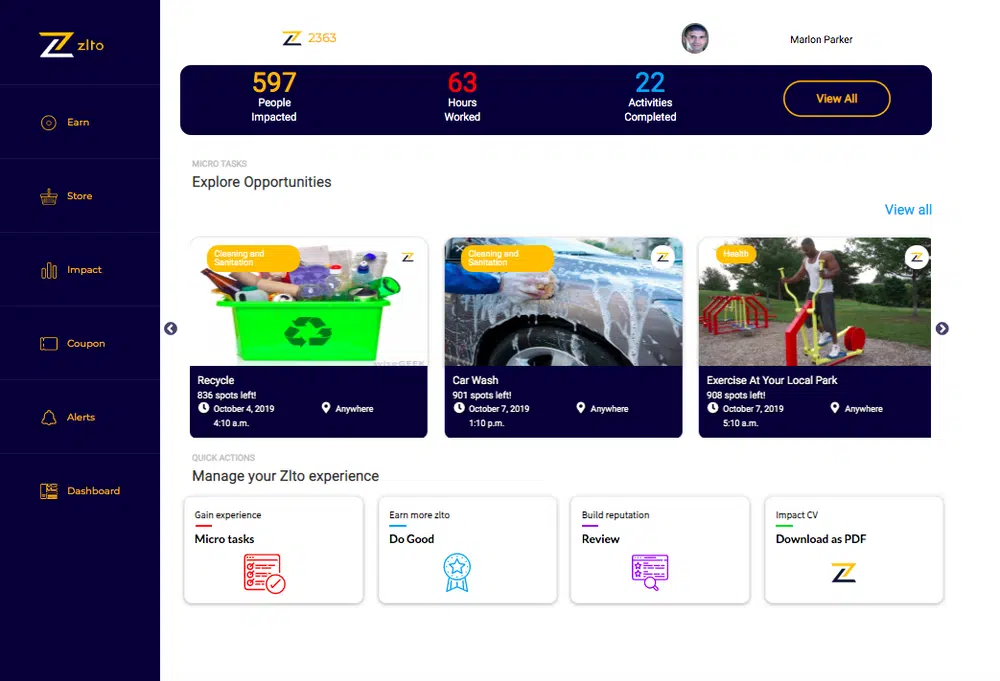 zlto
2363
Marlon Parker
Earn
Store
Impact
Coupon
Alerts
Dashboard
597
People
Impacted
63
Hours
Worked
22
Activities
Completed
View All
MICRO TASKS
Explore Opportunities
View all
Cleaning and
Sanitation
wiseGEEK
Recycle
836 spots left!
October 4, 2019
4:10 a.m.
Anywhere
Cleaning and
Sanitation
Car Wash
901 spots left!
October 7, 2019
1:10 p.m.
Anywhere
Health
Exercise At Your Local Park
908 spots left!
October 7, 2019
5:10 a.m.
Anywhere
QUICK ACTIONS
Manage your Zlto experience
Gain experience
Micro tasks
Earn more zlto
Do Good
Build reputation
Review
Impact CV
Download as PDF